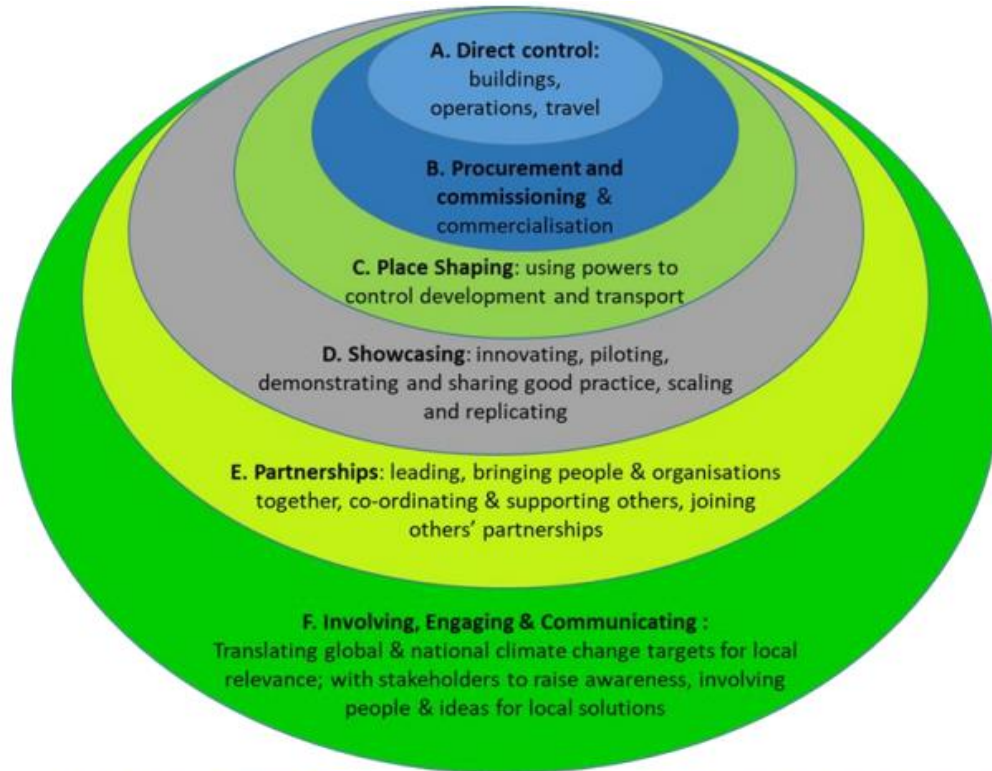 A. Direct control:
buildings,
operations, travel
B. Procurement and
commissioning &
commercialisation
C. Place Shaping: using powers to
control development and transport
D. Showcasing: innovating, piloting,
demonstrating and sharing good practice, scaling
and replicating
E. Partnerships: leading, bringing people & organisations
together, co-ordinating & supporting others, joining
others’ partnerships
F. Involving, Engaging & Communicating :
Translating global & national climate change targets for local
relevance; with stakeholders to raise awareness, involving
people & ideas for local solutions